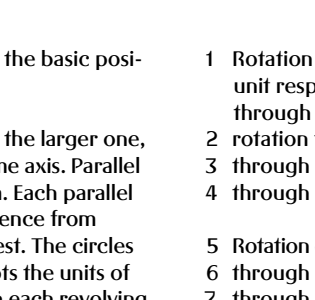 the basic posi-
the larger one,
ne axis. Parallel
. Each parallel
ence from
est. The circles
ts the units of
each revolving
1 Rotation
unit resp
through
2 rotation
3 through
4 through
5 Rotation
6 through
7 through